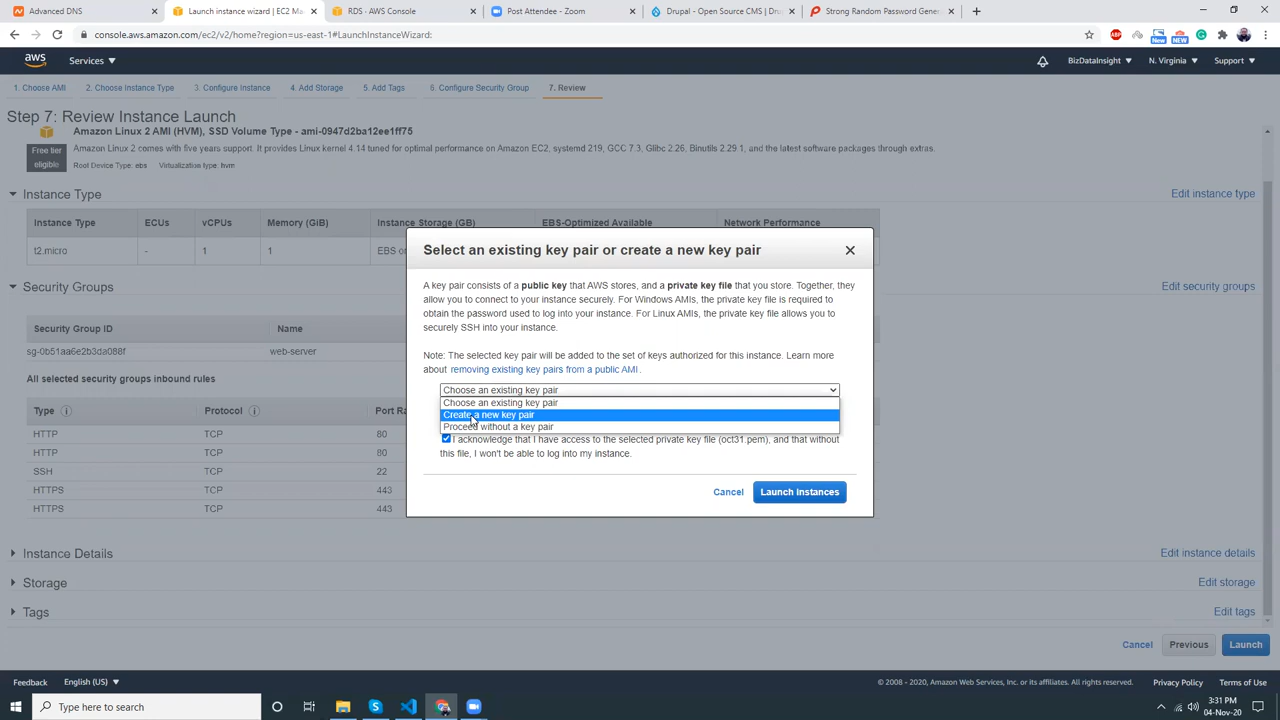 Advanced DNS
Launch instance wizard | EC2 Ma
RDS - AWS Console
Post Attendee - Zoom
Drupal - Open Source CMS | Dru
Strong Random Password Gene
console.aws.amazon.com/ec2/v2/home?region=us-east-1#LaunchInstanceWizard:
aws
Services
BizDataInsight
N. Virginia
Support
1. Choose AMI
2. Choose Instance Type
3. Configure Instance
4. Add Storage
5. Add Tags
6. Configure Security Group
7. Review
Step 7: Review Instance Launch
Amazon Linux 2 AMI (HVM), SSD Volume Type - ami-0947d2ba12ee1ff75
Free tier
eligible
Amazon Linux 2 comes with five years support. It provides Linux kernel 4.14 tuned for optimal performance on Amazon EC2, systemd 219, GCC 7.3, Glibc 2.26, Binutils 2.29.1, and the latest software packages through extras.
Root Device Type: ebs Virtualization type: hvm
Instance Type
Edit instance type
Instance Type
ECUs
vCPUs
Memory (GiB)
Instance Storage (GB)
EBS-Optimized Available
Network Performance
t2.micro
-
1
1
EBS on
Security Groups
Edit security groups
Security Group ID
Name
sg-0b51aa6e2b3da088f
web-server
All selected security groups inbound rules
Type
Protocol
Port Ra
HTTP
TCP
80
HTTP
TCP
80
SSH
TCP
22
HTTPS
TCP
443
HTTPS
TCP
443
Instance Details
Edit instance details
Storage
Edit storage
Tags
Edit tags
Select an existing key pair or create a new key pair
A key pair consists of a public key that AWS stores, and a private key file that you store. Together, they
allow you to connect to your instance securely. For Windows AMIs, the private key file is required to
obtain the password used to log into your instance. For Linux AMIs, the private key file allows you to
securely SSH into your instance.
Note: The selected key pair will be added to the set of keys authorized for this instance. Learn more
about removing existing key pairs from a public AMI.
Choose an existing key pair
Choose an existing key pair
Create a new key pair
Proceed without a key pair
I acknowledge that I have access to the selected private key file (oct31.pem), and that without
this file, I won't be able to log into my instance.
Cancel
Launch Instances
Cancel
Previous
Launch
Feedback
English (US)
© 2008 - 2020, Amazon Web Services, Inc. or its affiliates. All rights reserved.
Privacy Policy
Terms of Use
Type here to search
3:31 PM
04-Nov-20